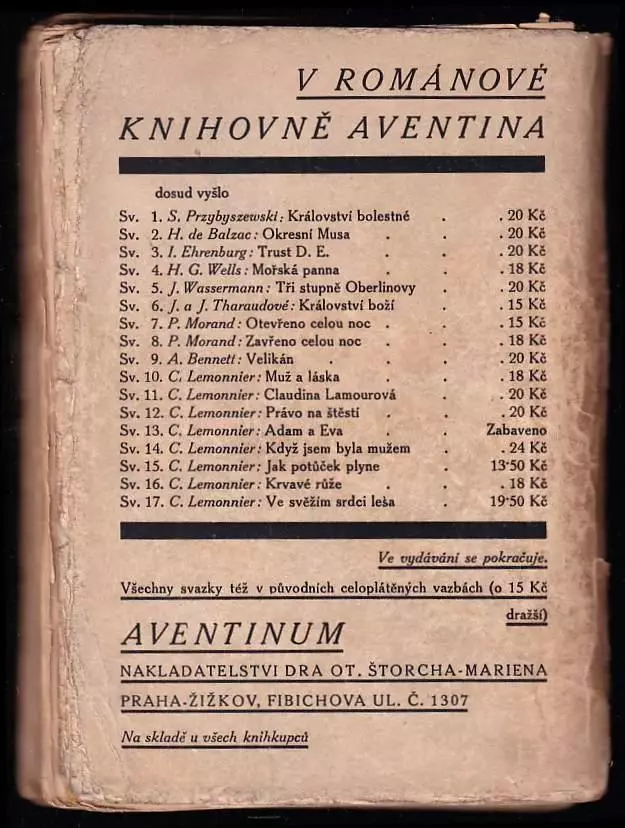 V ROMÁNOVÉ
KNIHOVNĚ AVENTINA
dosud vyšlo
Sv. 1. S. Przybyszewski: Království bolestné . . 20 Kč
Sv. 2. H. de Balzac: Okresní Musa . . . 20 Kč
Sv. 3. I. Ehrenburg: Trust D. E. . . . 20 Kč
Sv. 4. H. G. Wells: Mořská panna . . . 18 Kč
Sv. 5. J. Wassermann: Tři stupně Oberlinovy . . 20 Kč
Sv. 6. J. a J. Tharaudové: Království boží . . 15 Kč
Sv. 7. P. Morand: Otevřeno celou noc . . . 15 Kč
Sv. 8. P. Morand: Zavřeno celou noc . . . 18 Kč
Sv. 9. A. Bennett: Velikán . . . . 20 Kč
Sv. 10. C. Lemonnier: Muž a láska . . . 18 Kč
Sv. 11. C. Lemonnier: Claudina Lamourová . . 20 Kč
Sv. 12. C. Lemonnier: Právo na štěstí . . . 20 Kč
Sv. 13. C. Lemonnier: Adam a Eva . . Zabaveno
Sv. 14. C. Lemonnier: Když jsem byla mužem . . 24 Kč
Sv. 15. C. Lemonnier: Jak potůček plyne . 13·50 Kč
Sv. 16. C. Lemonnier: Krvavé růže . . . 18 Kč
Sv. 17. C. Lemonnier: Ve svěžím srdci lesa . 19·50 Kč
Ve vydávání se pokračuje.
Všechny svazky též v původních celoplátěných vazbách (o 15 Kč
dražší)
AVENTINUM
NAKLADATELSTVI DRA OT. ŠTORCHA-MARIENA
PRAHA-ŽIŽKOV, FIBICHOVA UL. Č. 1307
Na skladě u všech knihkupců